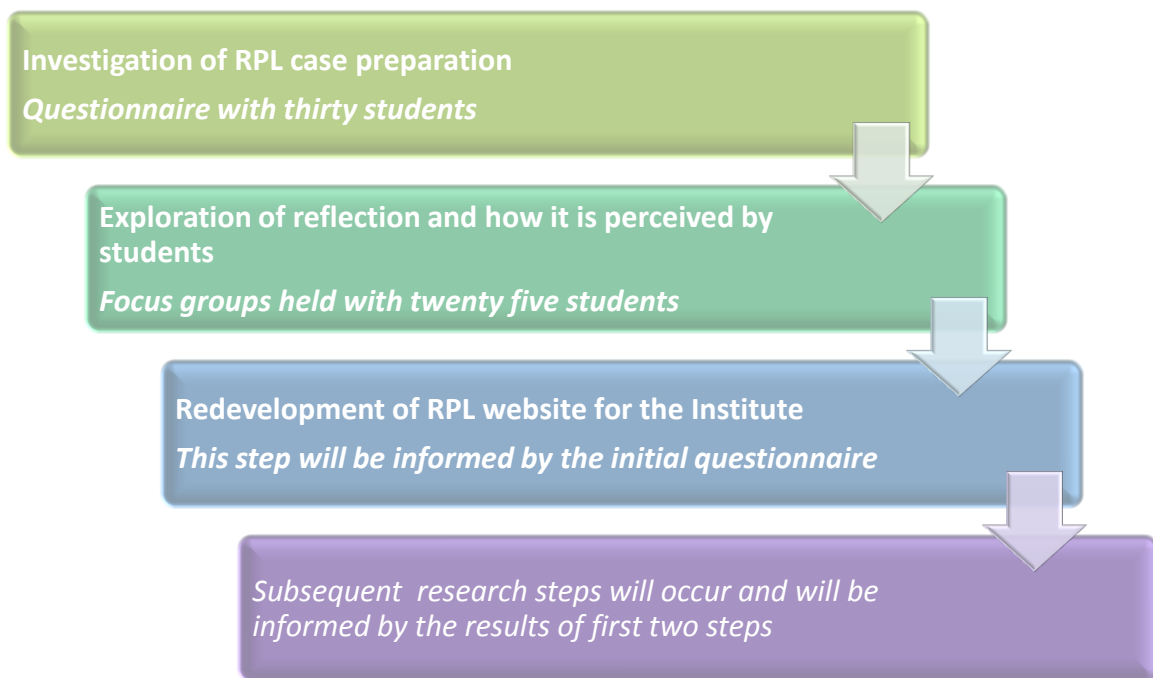 Investigation of RPL case preparation
Questionnaire with thirty students
Exploration of reflection and how it is perceived by
students
Focus groups held with twenty five students
Redevelopment of RPL website for the Institute
This step will be informed by the initial questionnaire
Subsequent  research steps will occur and will be
informed by the results of first two steps